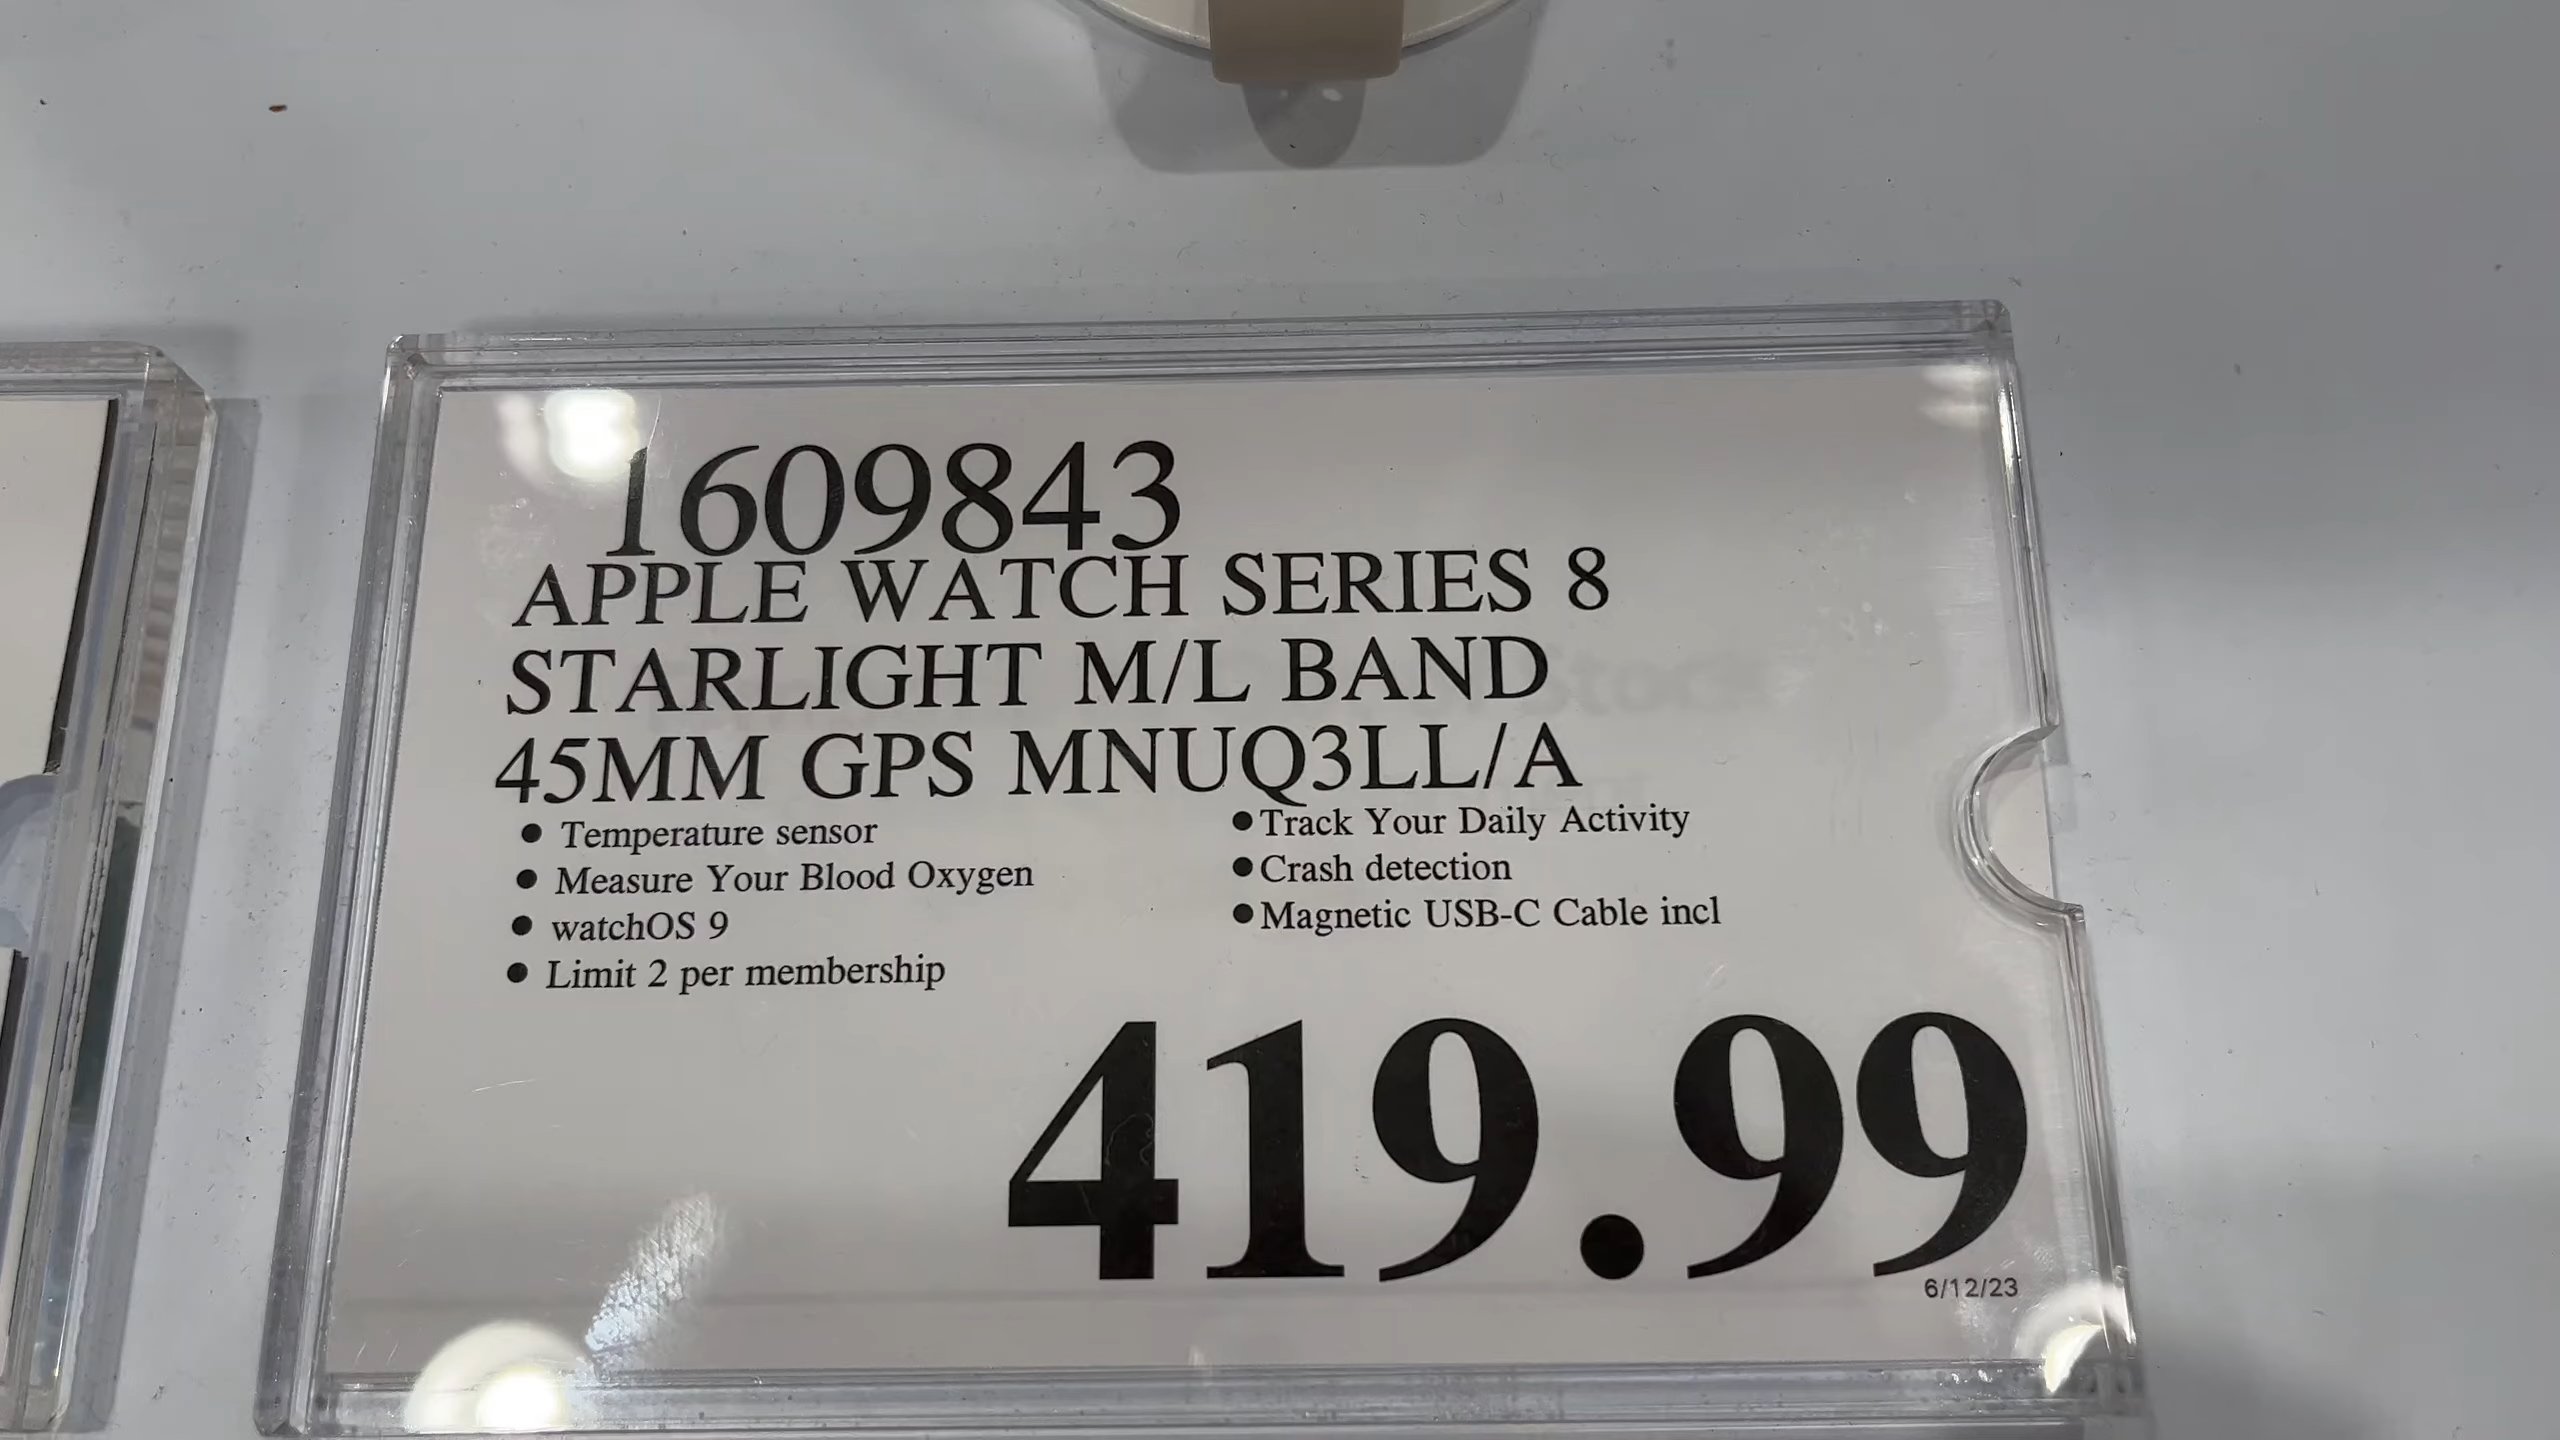 1609843
APPLE WATCH SERIES 8
STARLIGHT M/L BAND
45MM GPS MNUQ3LL/A
• Temperature sensor
• Measure Your Blood Oxygen
• watchOS 9
• Limit 2 per membership
• Track Your Daily Activity
• Crash detection
• Magnetic USB-C Cable incl
419.99
6/12/23